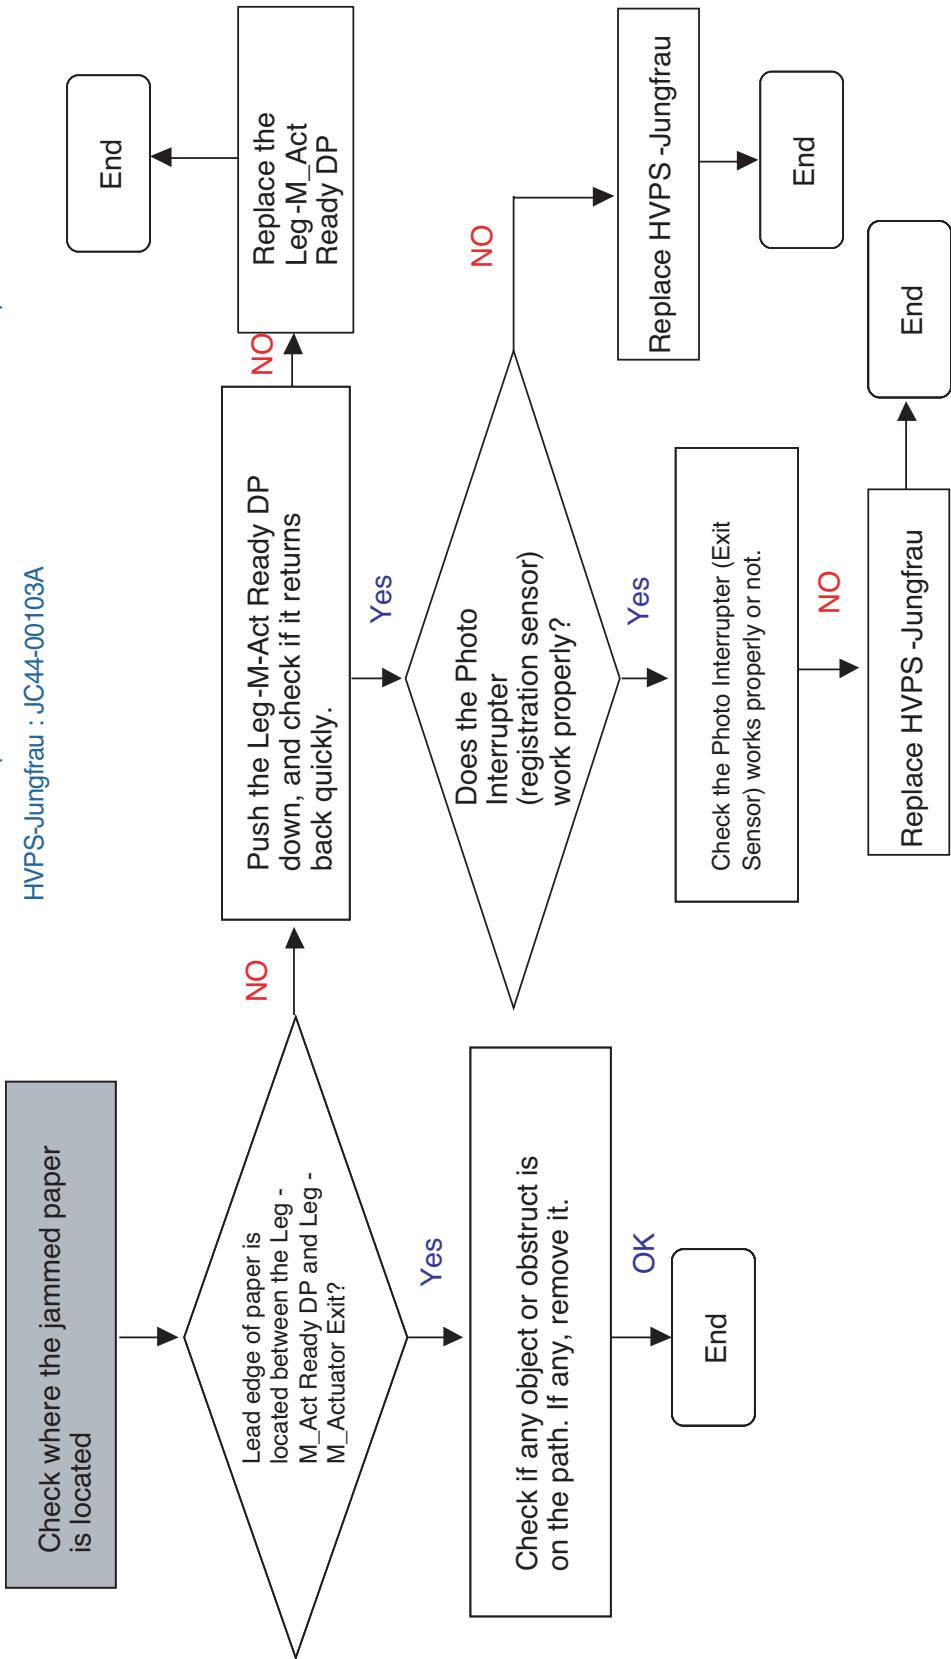 HVPS-Jungfrau : JC44-00103A
Check where the jammed paper
is located
Lead edge of paper is
located between the Leg -
M_Act Ready DP and Leg -
M_Actuator Exit?
NO
Yes
Check if any object or obstruct is
on the path. If any, remove it.
OK
End
Push the Leg-M-Act Ready DP
down, and check if it returns
back quickly.
NO
Replace the
Leg-M_Act
Ready DP
End
Yes
Does the Photo
Interrupter
(registration sensor)
work properly?
NO
Replace HVPS -Jungfrau
End
Yes
Check the Photo Interrupter (Exit
Sensor) works properly or not.
NO
Replace HVPS -Jungfrau
End